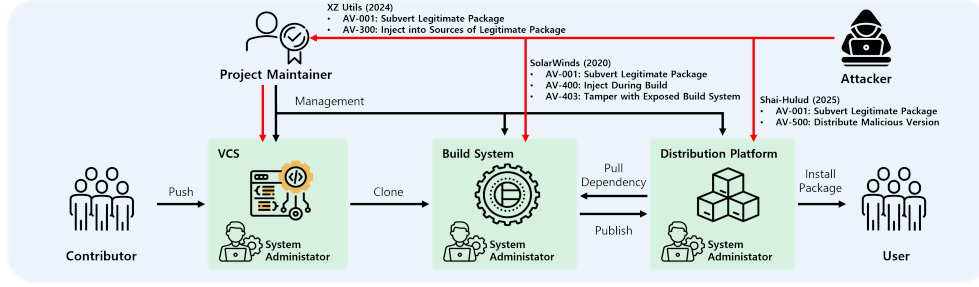 XZ Utils (2024)
• AV-001: Subvert Legitimate Package
• AV-300: Inject into Sources of Legitimate Package
Project Maintainer
Attacker
SolarWinds (2020)
• AV-001: Subvert Legitimate Package
• AV-400: Inject During Build
• AV-403: Tamper with Exposed Build System
Shai-Hulud (2025)
• AV-001: Subvert Legitimate Package
• AV-500: Distribute Malicious Version
Management
VCS
Build System
Distribution Platform
Push
Clone
Pull
Dependency
Publish
Install
Package
System
Administator
System
Administator
System
Administator
Contributor
User